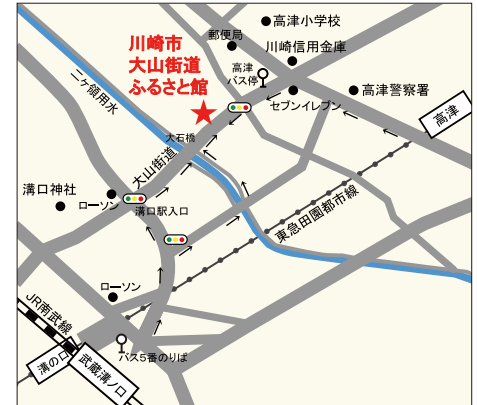 高津小学校
郵便局
川崎市
大山街道
ふるさと館
川崎信用金庫
高津
バス停
高津警察署
セブンイレブン
二ヶ領用水
高津
大石橋
大山街道
溝口神社
ローソン
溝口駅入口
東急田園都市線
ローソン
JR南武線
バス5番のりば
溝の口
武蔵溝ノ口